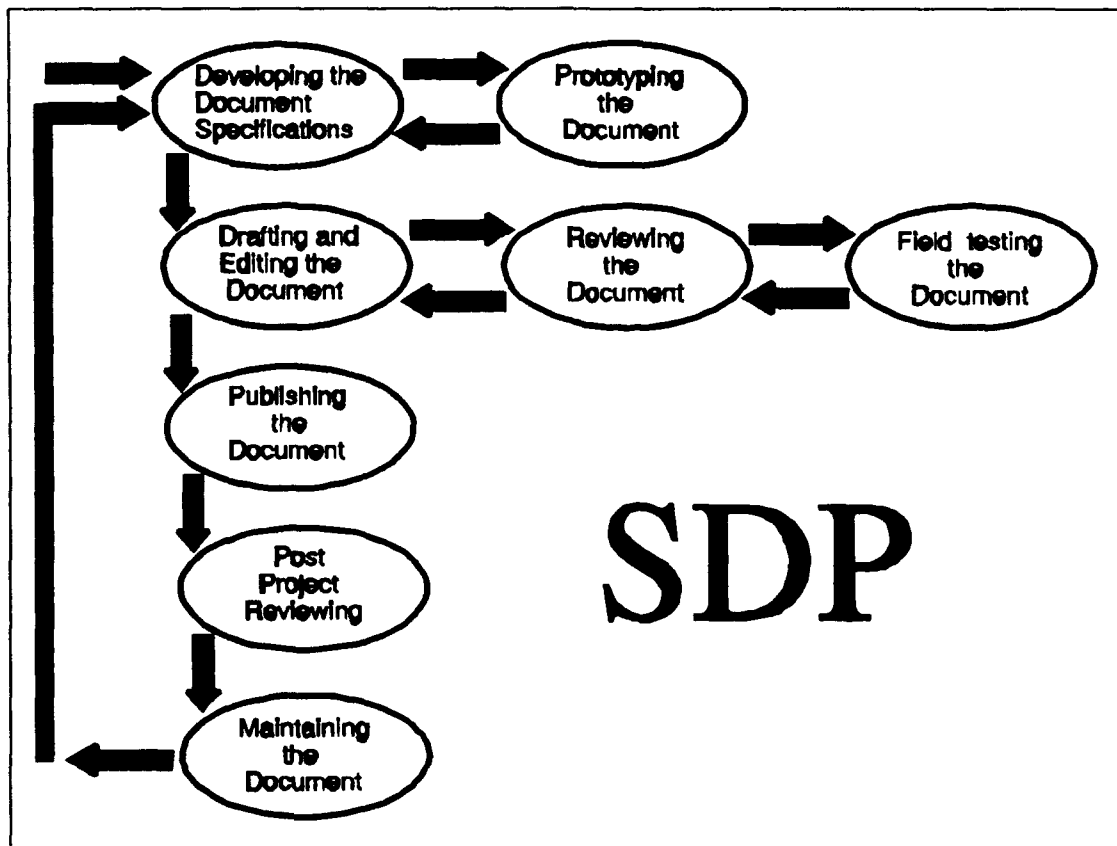 Developing the
Document
Specifications
Prototyping
the
Document
Drafting and
Editing the
Document
Reviewing
the
Document
Field testing
the
Document
Publishing
the
Document
Post
Project
Reviewing
Maintaining
the
Document
SDP